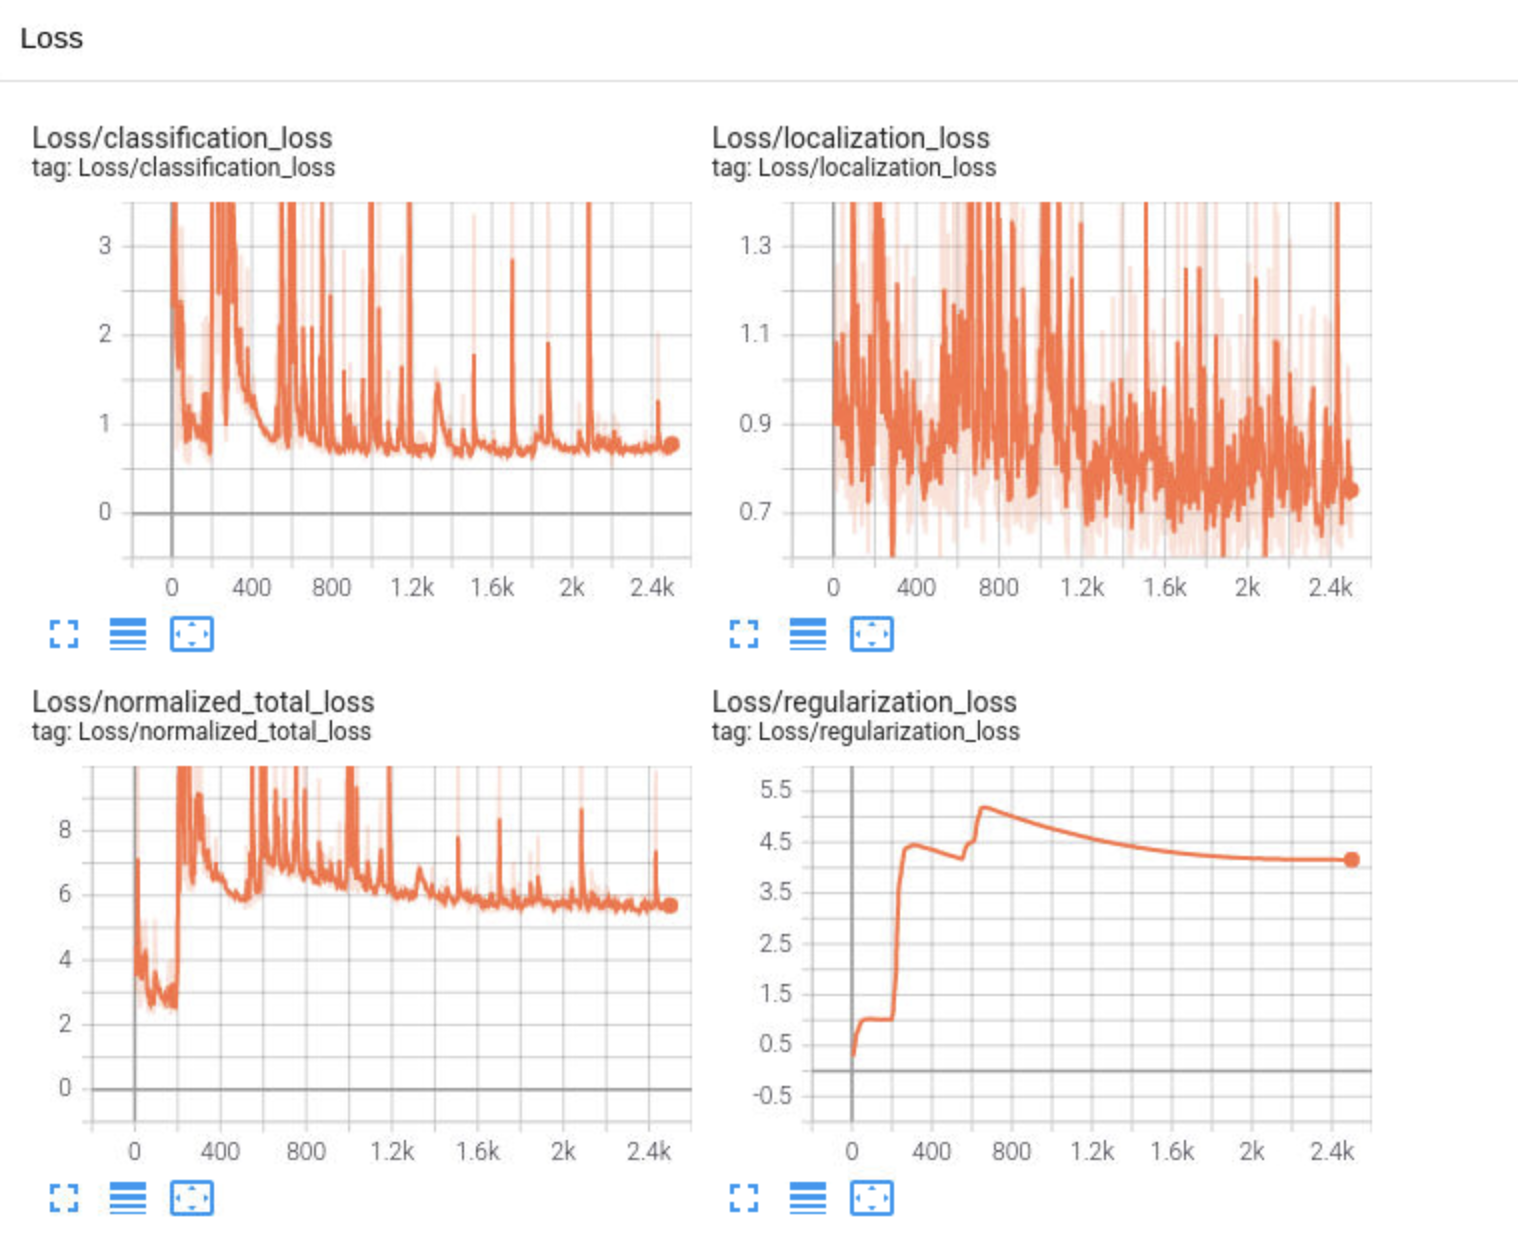 Loss
Loss/classification_loss
tag: Loss/classification_loss
3
2
1
0
0 400 800 1.2k 1.6k 2k 2.4k
Loss/localization_loss
tag: Loss/localization_loss
1.3
1.1
0.9
0.7
0 400 800 1.2k 1.6k 2k 2.4k
Loss/normalized_total_loss
tag: Loss/normalized_total_loss
8
6
4
2
0
0 400 800 1.2k 1.6k 2k 2.4k
Loss/regularization_loss
tag: Loss/regularization_loss
5.5
4.5
3.5
2.5
1.5
0.5
-0.5
0 400 800 1.2k 1.6k 2k 2.4k